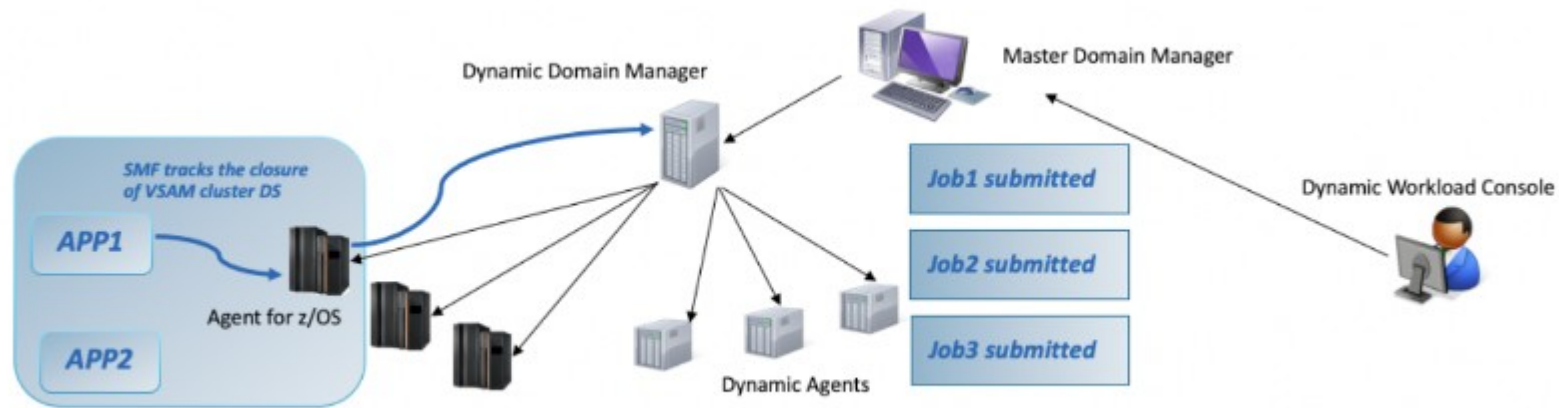 Master Domain Manager
Dynamic Domain Manager
SMF tracks the closure
of VSAM cluster DS
Job1 submitted
Dynamic Workload Console
APP1
Job2 submitted
Agent for z/OS
Job3 submitted
APP2
Dynamic Agents